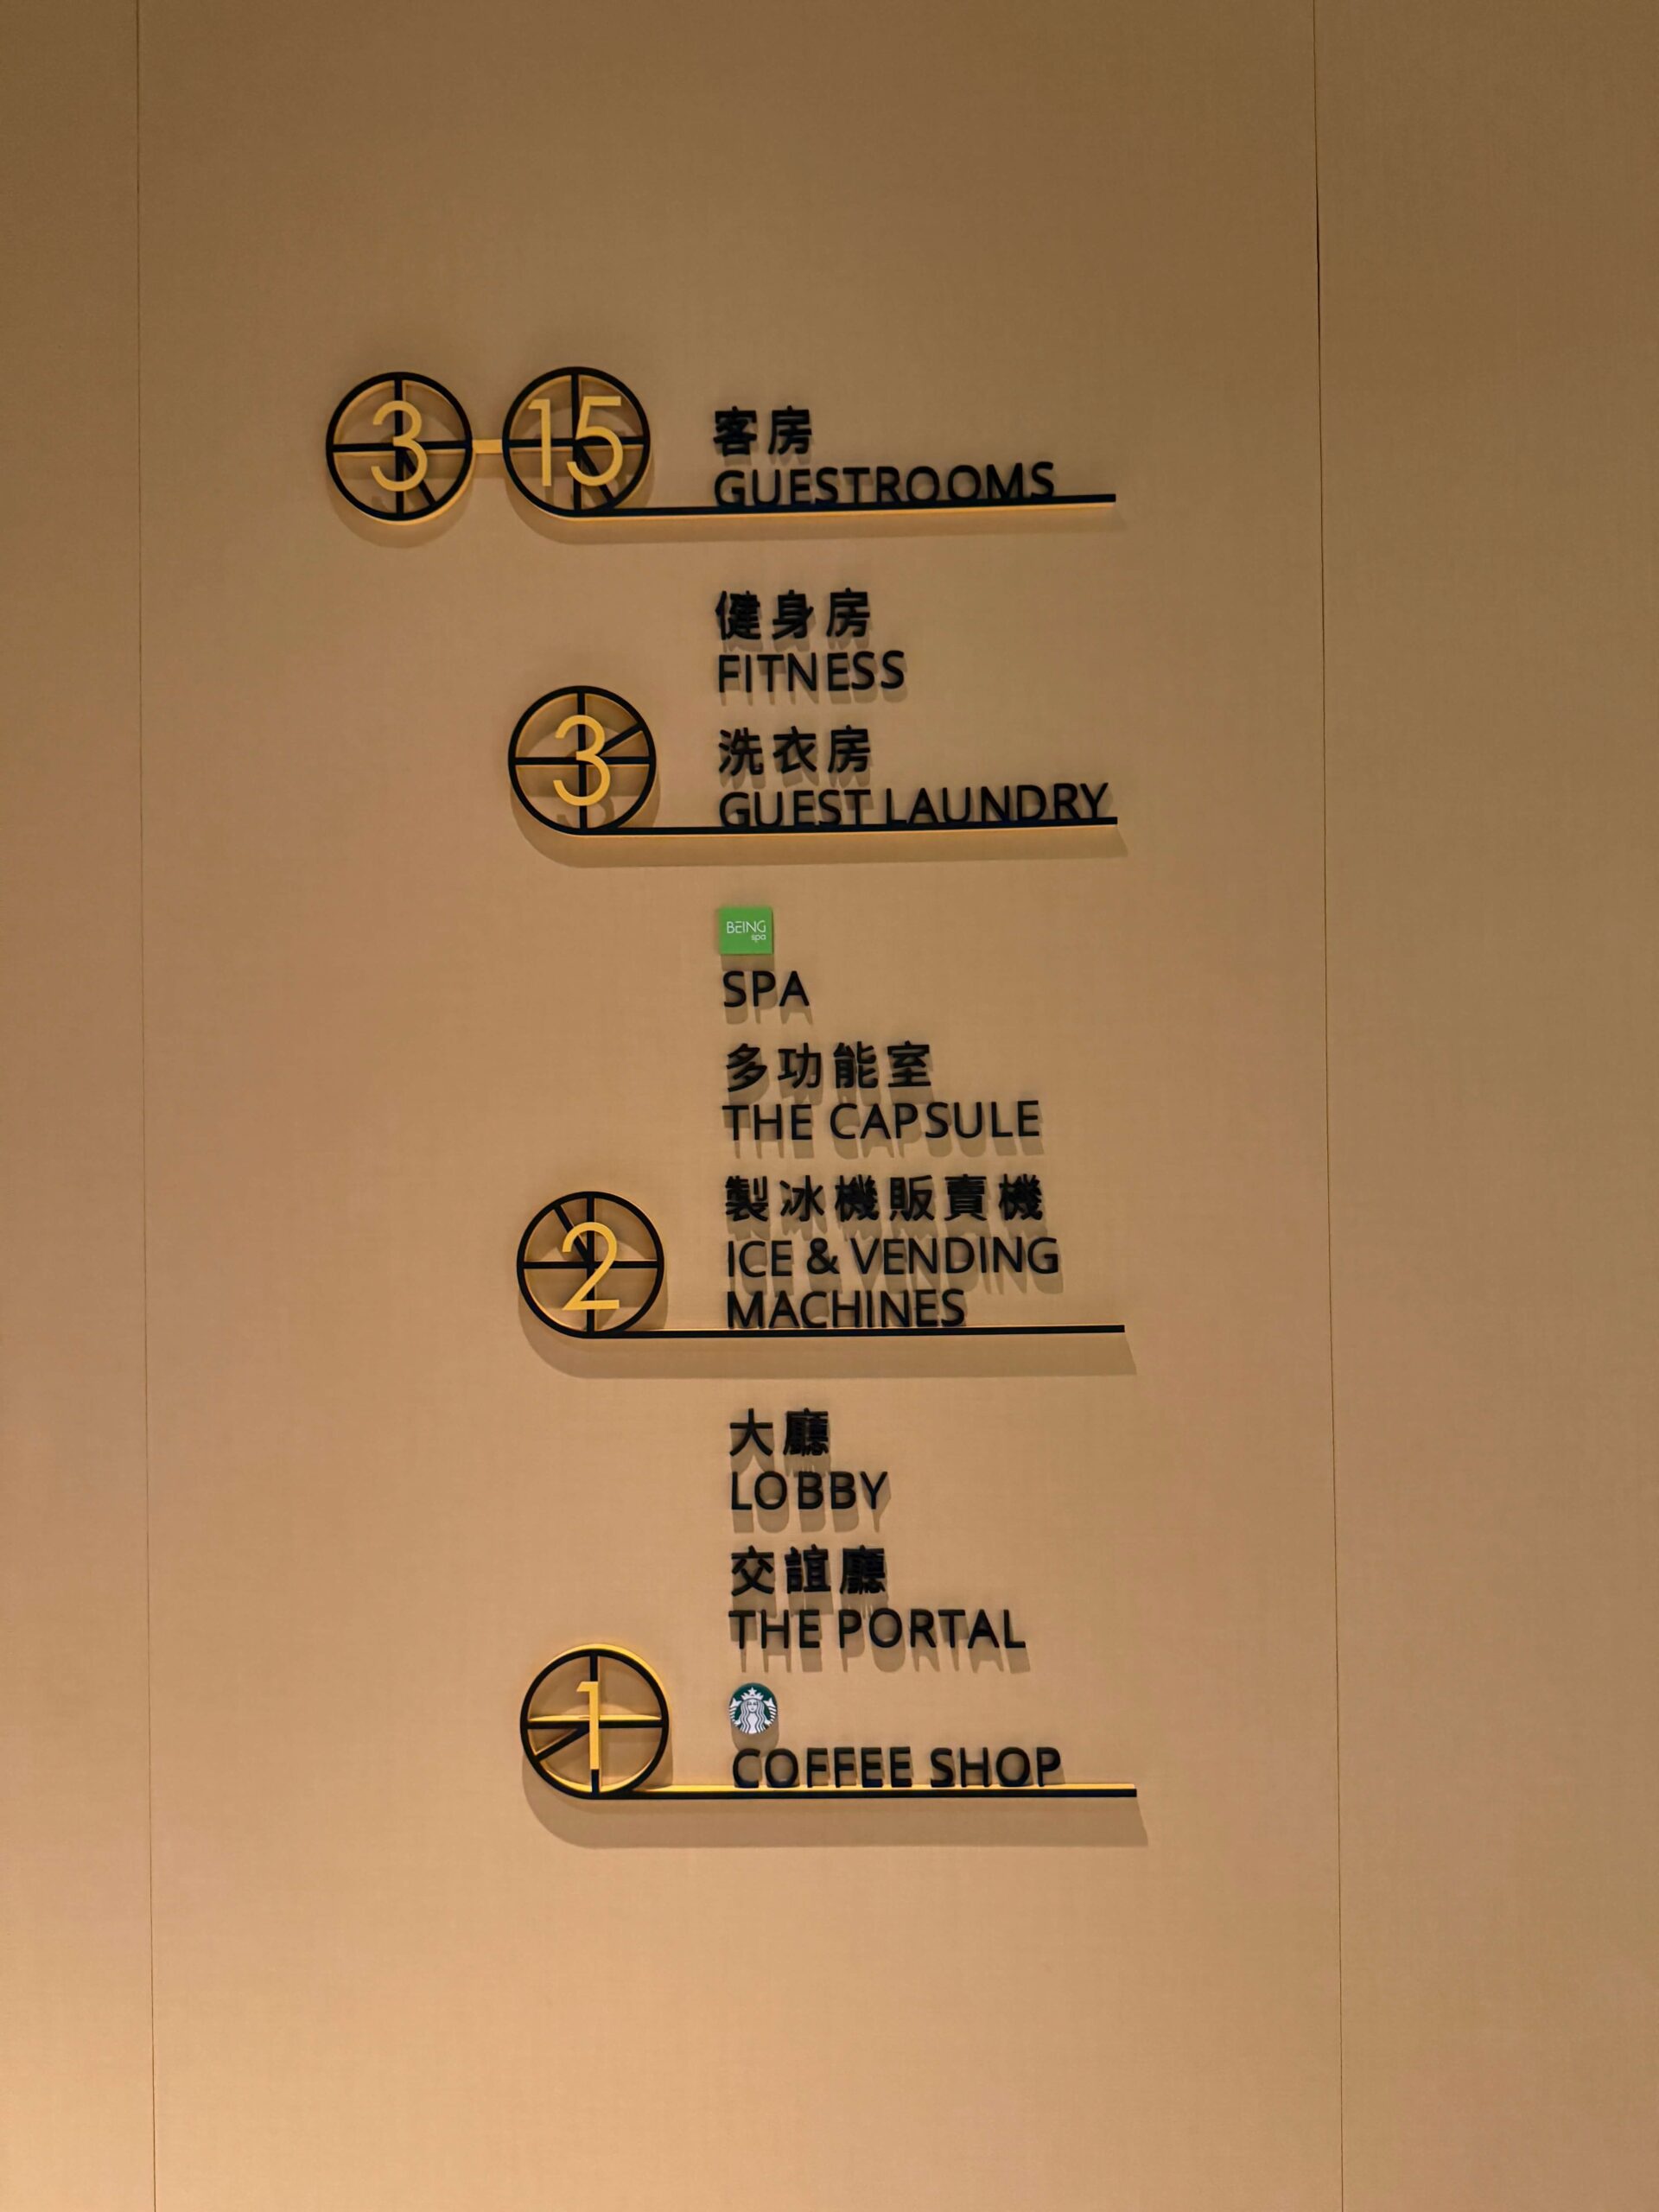 3-15
客房
GUESTROOMS
健身房
FITNESS
3
洗衣房
GUEST LAUNDRY
BEING
spa
SPA
多功能室
THE CAPSULE
製冰機販賣機
2
ICE & VENDING
MACHINES
大廳
LOBBY
交誼廳
THE PORTAL
1
COFFEE SHOP